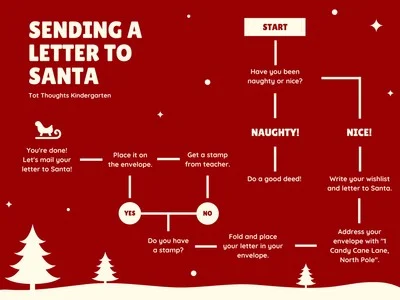 SENDING A
LETTER TO
SANTA
Tot Thoughts Kindergarten
START
Have you been
naughty or nice?
NAUGHTY!
NICE!
Do a good deed!
Write your wishlist
and letter to Santa.
Address your
envelope with "1
Candy Cane Lane,
North Pole".
Fold and place
your letter in your
envelope.
Do you have
a stamp?
YES
NO
Get a stamp
from teacher.
Place it on
the envelope.
You're done!
Let's mail your
letter to Santa!